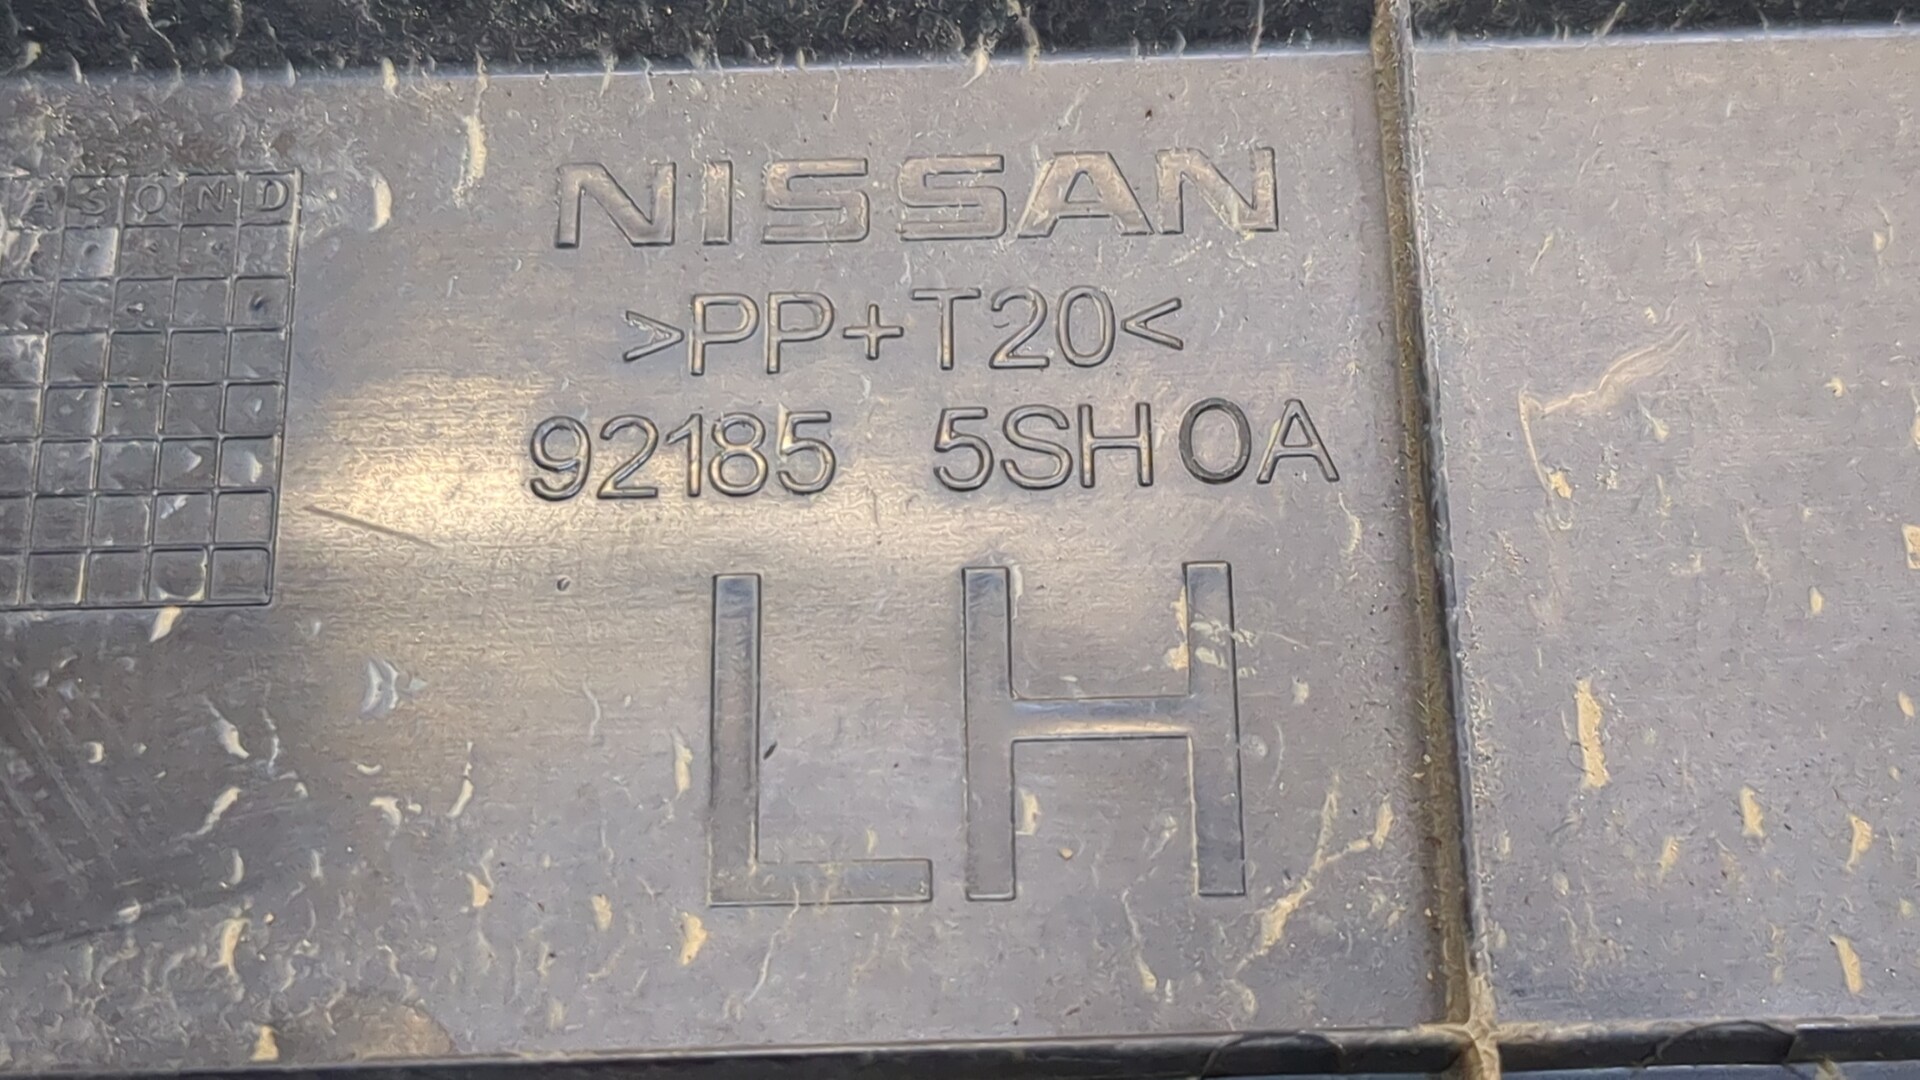 NISSAN
>PP+T20<
92185 5SH0A
LH
S O N D